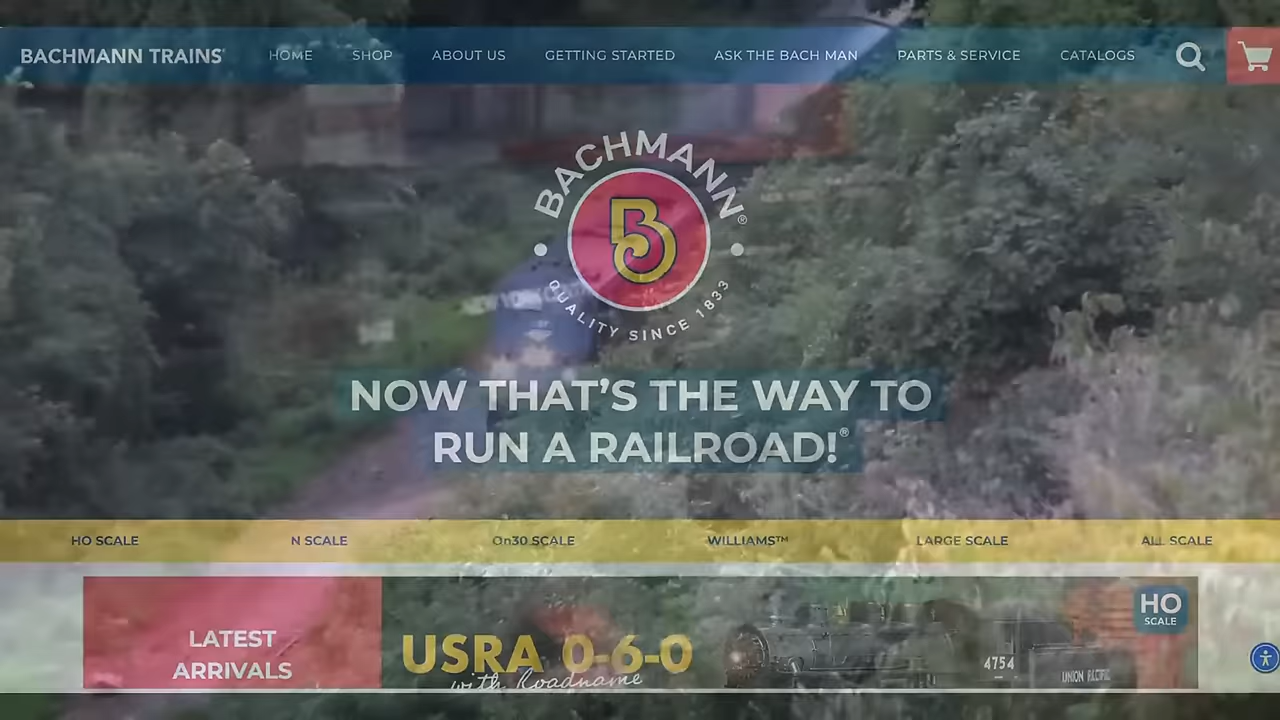 BACHMANN TRAINS®
HOME
SHOP
ABOUT US
GETTING STARTED
ASK THE BACH MAN
PARTS & SERVICE
CATALOGS
BACHMANN®
B
QUALITY SINCE 1833
NOW THAT'S THE WAY TO
RUN A RAILROAD!®
HO SCALE
N SCALE
On30 SCALE
WILLIAMS™
LARGE SCALE
ALL SCALE
LATEST
ARRIVALS
USRA 0-6-0
with Roadname
HO
SCALE
4754
UNION PACIFIC